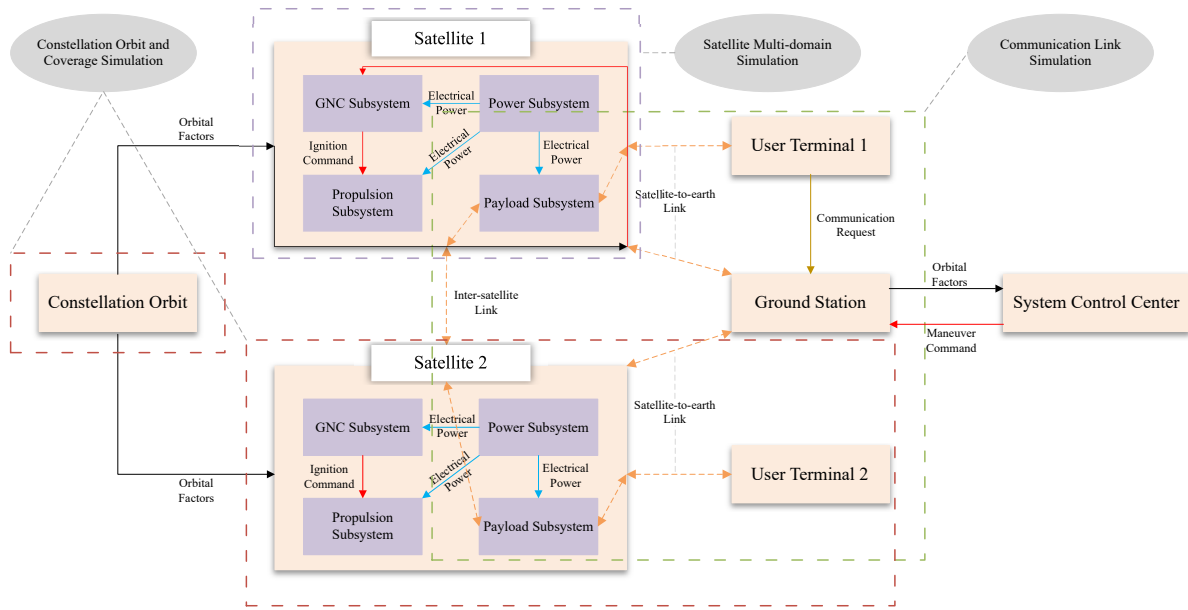 Constellation Orbit and
Coverage Simulation
Satellite 1
Satellite Multi-domain
Simulation
Communication Link
Simulation
GNC Subsystem
Electrical
Power
Power Subsystem
Orbital
Factors
Ignition
Command
Electrical
Power
Electrical
Power
User Terminal 1
Propulsion
Subsystem
Payload Subsystem
Satellite-to-earth
Link
Communication
Request
Constellation Orbit
Inter-satellite
Link
Ground Station
Orbital
Factors
System Control Center
Maneuver
Command
Satellite 2
GNC Subsystem
Electrical
Power
Power Subsystem
Satellite-to-earth
Link
Orbital
Factors
Ignition
Command
Electrical
Power
Electrical
Power
User Terminal 2
Propulsion
Subsystem
Payload Subsystem